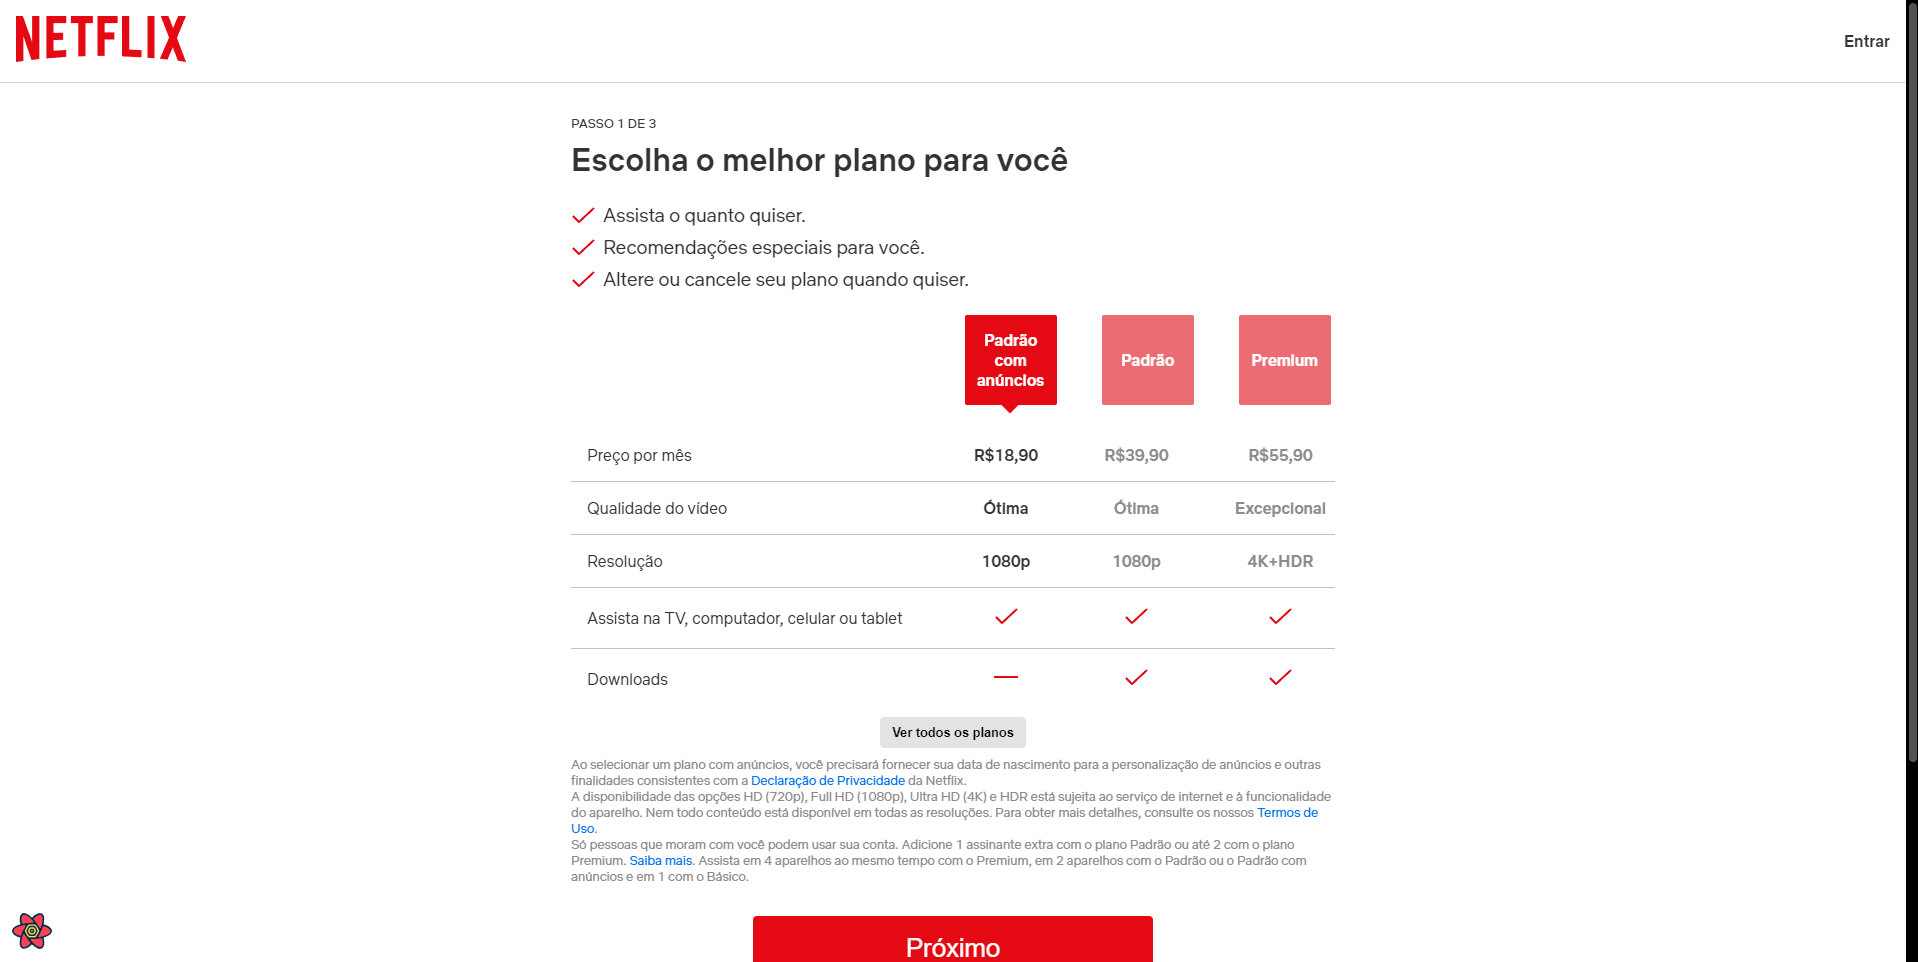 NETFLIX
Entrar
PASSO 1 DE 3
Escolha o melhor plano para você
Assista o quanto quiser.
Recomendações especiais para você.
Altere ou cancele seu plano quando quiser.
Padrão
com
anúncios
Padrão
Premium
Preço por mês R$18,90 R$39,90 R$55,90
Qualidade do vídeo Ótima Ótima Excepcional
Resolução 1080p 1080p 4K+HDR
Assista na TV, computador, celular ou tablet
Downloads
Ver todos os planos
Ao selecionar um plano com anúncios, você precisará fornecer sua data de nascimento para a personalização de anúncios e outras
finalidades consistentes com a Declaração de Privacidade da Netflix.
A disponibilidade das opções HD (720p), Full HD (1080p), Ultra HD (4K) e HDR está sujeita ao serviço de internet e à funcionalidade
do aparelho. Nem todo conteúdo está disponível em todas as resoluções. Para obter mais detalhes, consulte os nossos Termos de
Uso.
Só pessoas que moram com você podem usar sua conta. Adicione 1 assinante extra com o plano Padrão ou até 2 com o plano
Premium. Saiba mais. Assista em 4 aparelhos ao mesmo tempo com o Premium, em 2 aparelhos com o Padrão ou o Padrão com
anúncios e em 1 com o Básico.
Próximo